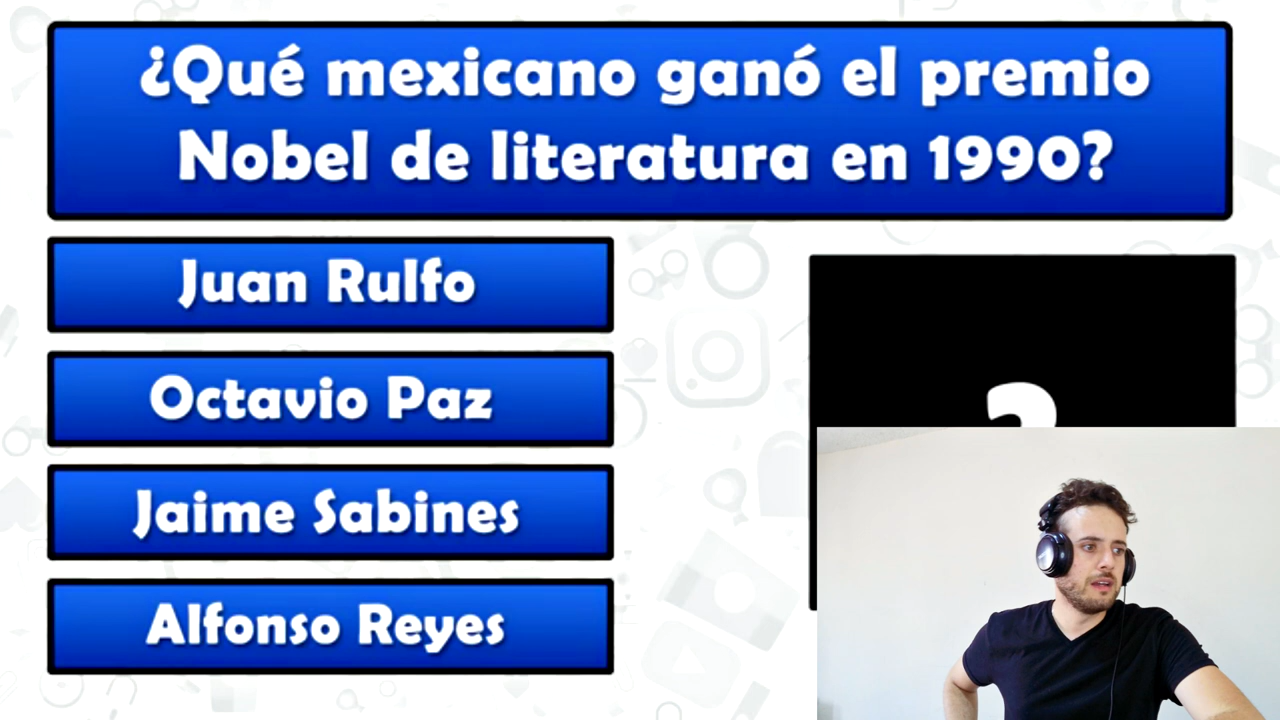 ¿Qué mexicano ganó el premio
Nobel de literatura en 1990?
Juan Rulfo
Octavio Paz
Jaime Sabines
Alfonso Reyes
?